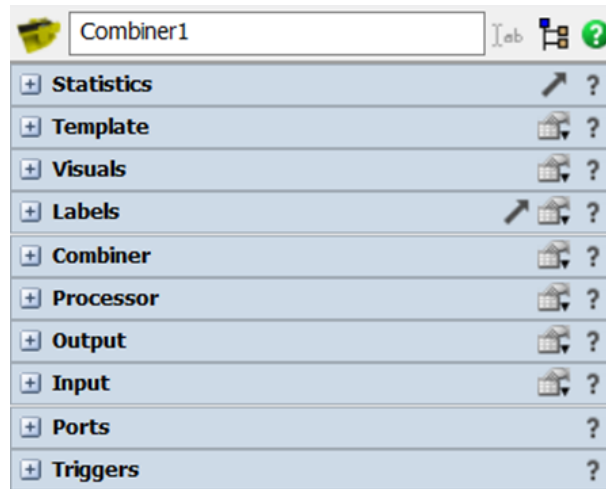 Combiner1
Statistics ?
Template ?
Visuals ?
Labels ?
Combiner ?
Processor ?
Output ?
Input ?
Ports ?
Triggers ?